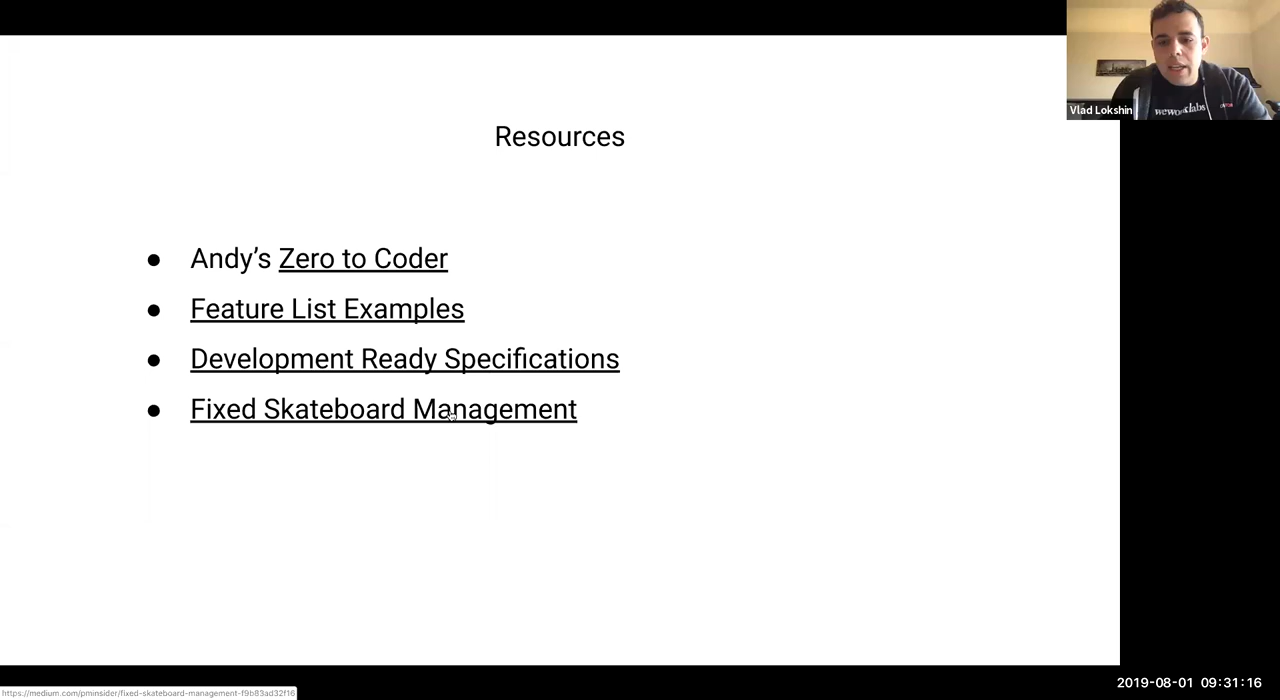 Resources
● Andy’s Zero to Coder
● Feature List Examples
● Development Ready Specifications
● Fixed Skateboard Management
Vlad Lokshin
https://medium.com/pminsider/fixed-skateboard-management-f9b83ad32f16
2019-08-01 09:31:16